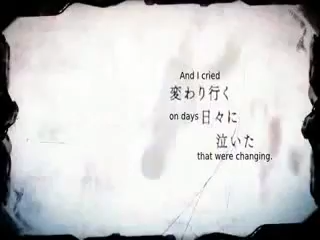 And I cried
変わり行く
on days 日々に
泣いた
that were changing.